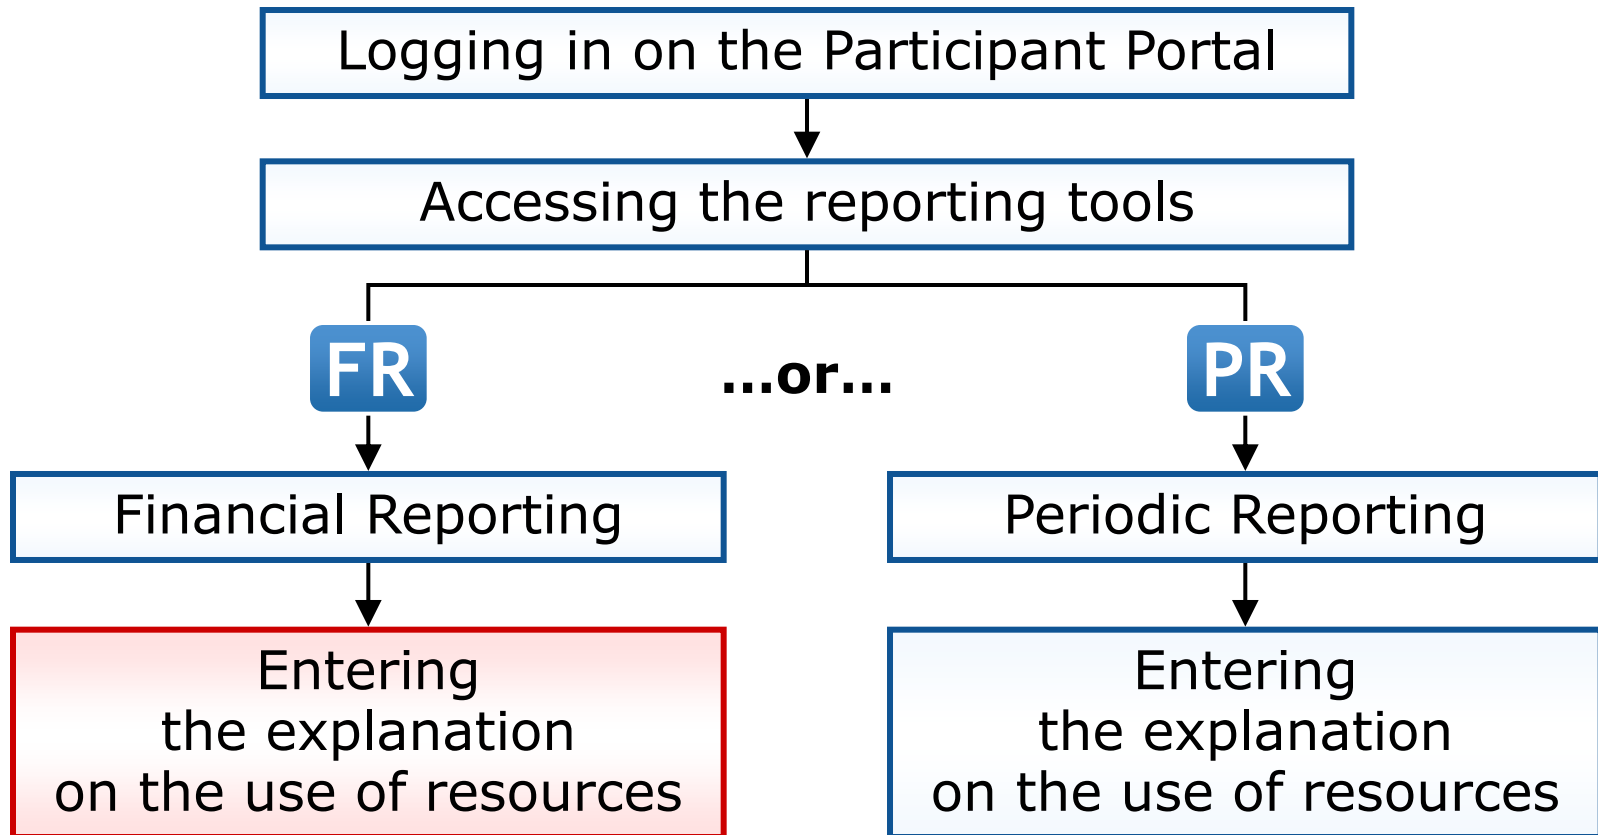 Logging in on the Participant Portal
Accessing the reporting tools
FR
...or...
PR
Financial Reporting
Periodic Reporting
Entering
the explanation
on the use of resources
Entering
the explanation
on the use of resources